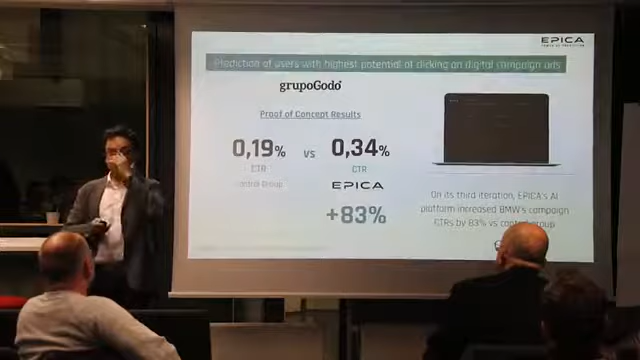 EPICA
Prediction of users with highest potential of clicking on digital campaign ads
grupoGodó
Proof of Concept Results
0,19% vs 0,34%
CTR CTR
Control Group EPICA
+83%
On its third iteration, EPICA's AI
platform increased BMW's campaign
CTRs by 83% vs control group